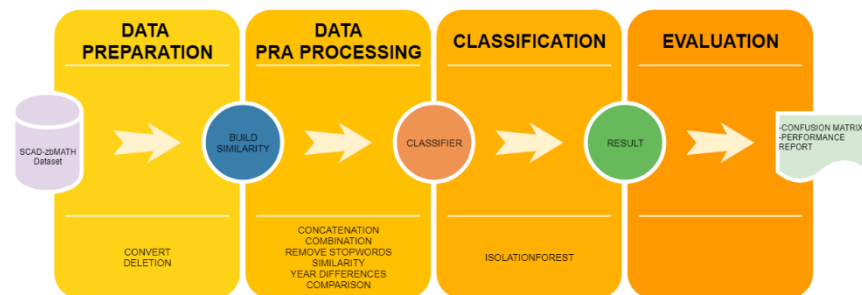 DATA
PREPARATION
DATA
PRA PROCESSING
CLASSIFICATION
EVALUATION
SCAD-zbMATH
Dataset
BUILD
SIMILARITY
CLASSIFIER
RESULT
-CONFUSION MATRIX
-PERFORMANCE
REPORT
CONVERT
DELETION
CONCATENATION
COMBINATION
REMOVE STOPWORDS
SIMILARITY
YEAR DIFFERENCES
COMPARISON
ISOLATIONFOREST